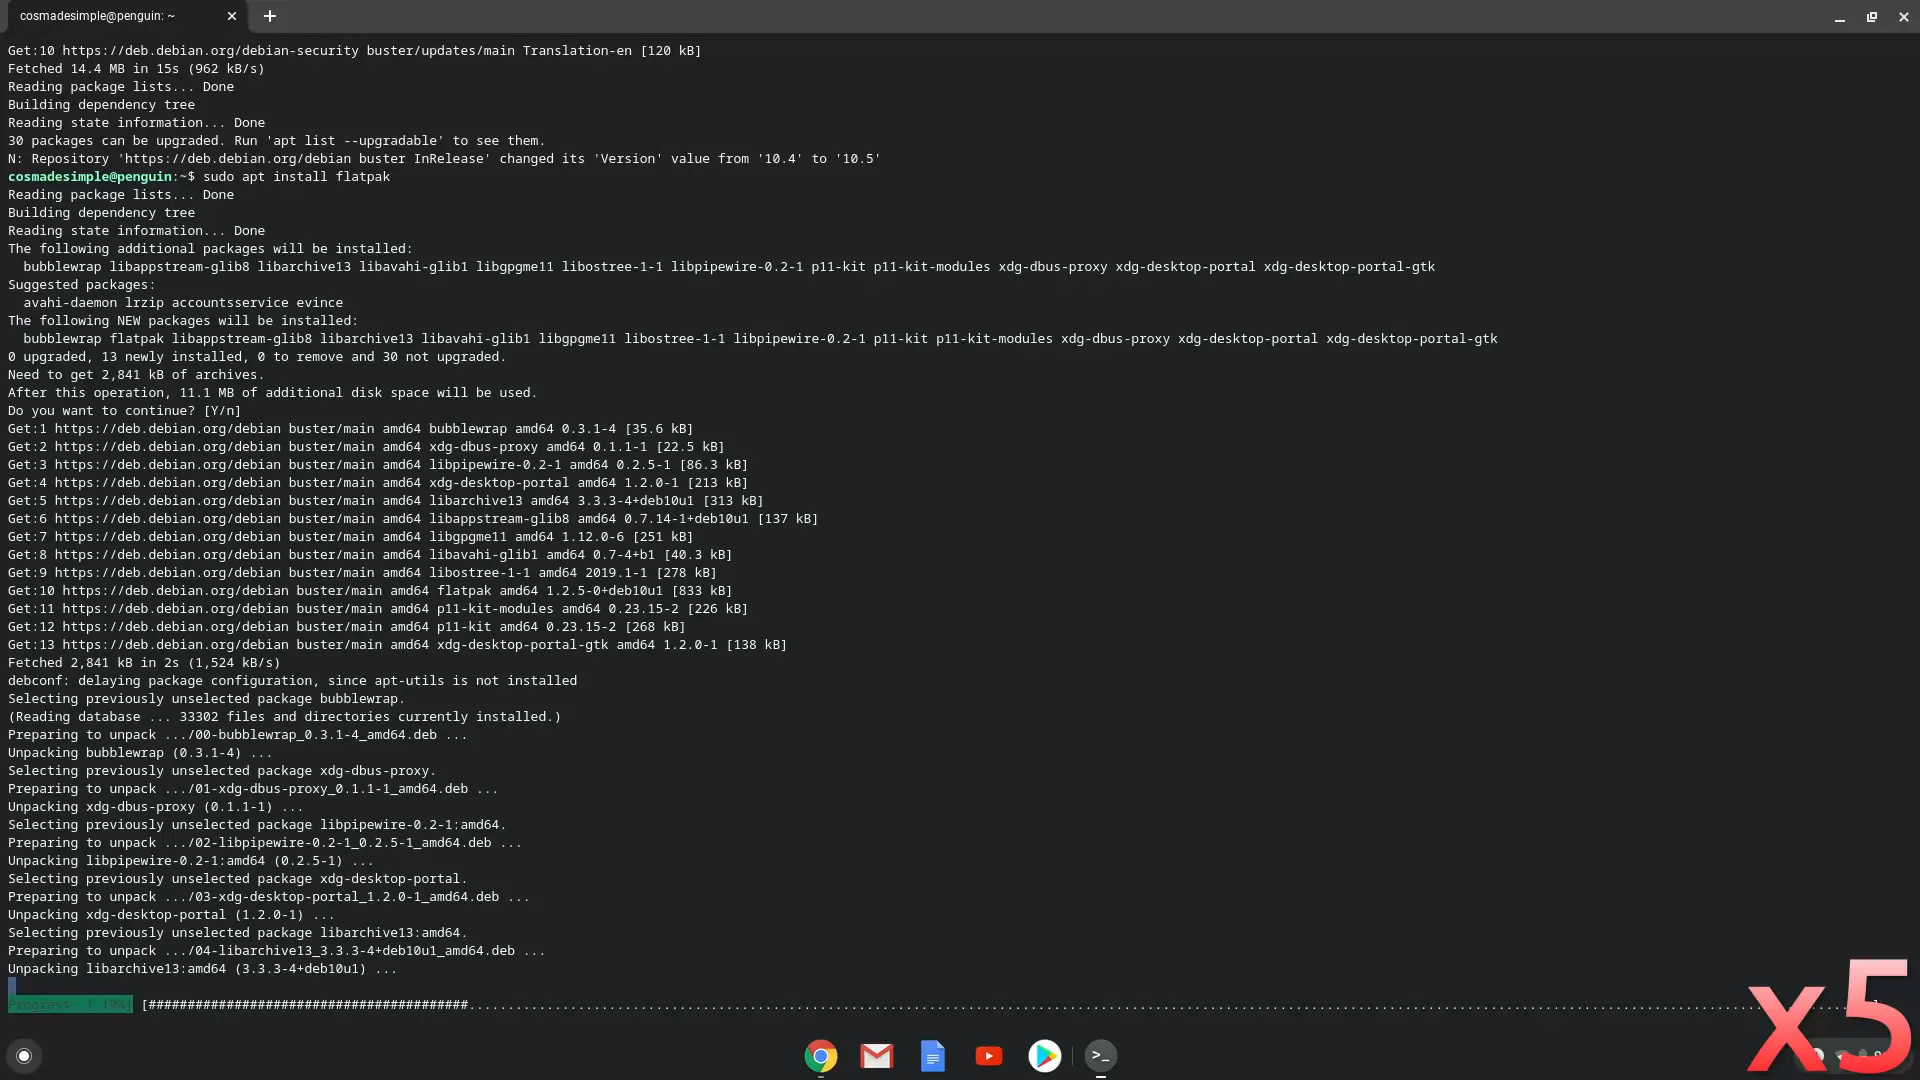 cosmadesimple@penguin: ~
Get:10 https://deb.debian.org/debian-security buster/updates/main Translation-en [120 kB]
Fetched 14.4 MB in 15s (962 kB/s)
Reading package lists... Done
Building dependency tree
Reading state information... Done
30 packages can be upgraded. Run 'apt list --upgradable' to see them.
N: Repository 'https://deb.debian.org/debian buster InRelease' changed its 'Version' value from '10.4' to '10.5'
cosmadesimple@penguin:~$ sudo apt install flatpak
Reading package lists... Done
Building dependency tree
Reading state information... Done
The following additional packages will be installed:
  bubblewrap libappstream-glib8 libarchive13 libavahi-glib1 libgpgme11 libostree-1-1 libpipewire-0.2-1 p11-kit p11-kit-modules xdg-dbus-proxy xdg-desktop-portal xdg-desktop-portal-gtk
Suggested packages:
  avahi-daemon lrzip accountsservice evince
The following NEW packages will be installed:
  bubblewrap flatpak libappstream-glib8 libarchive13 libavahi-glib1 libgpgme11 libostree-1-1 libpipewire-0.2-1 p11-kit p11-kit-modules xdg-dbus-proxy xdg-desktop-portal xdg-desktop-portal-gtk
0 upgraded, 13 newly installed, 0 to remove and 30 not upgraded.
Need to get 2,841 kB of archives.
After this operation, 11.1 MB of additional disk space will be used.
Do you want to continue? [Y/n]
Get:1 https://deb.debian.org/debian buster/main amd64 bubblewrap amd64 0.3.1-4 [35.6 kB]
Get:2 https://deb.debian.org/debian buster/main amd64 xdg-dbus-proxy amd64 0.1.1-1 [22.5 kB]
Get:3 https://deb.debian.org/debian buster/main amd64 libpipewire-0.2-1 amd64 0.2.5-1 [86.3 kB]
Get:4 https://deb.debian.org/debian buster/main amd64 xdg-desktop-portal amd64 1.2.0-1 [213 kB]
Get:5 https://deb.debian.org/debian buster/main amd64 libarchive13 amd64 3.3.3-4+deb10u1 [313 kB]
Get:6 https://deb.debian.org/debian buster/main amd64 libappstream-glib8 amd64 0.7.14-1+deb10u1 [137 kB]
Get:7 https://deb.debian.org/debian buster/main amd64 libgpgme11 amd64 1.12.0-6 [251 kB]
Get:8 https://deb.debian.org/debian buster/main amd64 libavahi-glib1 amd64 0.7-4+b1 [40.3 kB]
Get:9 https://deb.debian.org/debian buster/main amd64 libostree-1-1 amd64 2019.1-1 [278 kB]
Get:10 https://deb.debian.org/debian buster/main amd64 flatpak amd64 1.2.5-0+deb10u1 [833 kB]
Get:11 https://deb.debian.org/debian buster/main amd64 p11-kit-modules amd64 0.23.15-2 [226 kB]
Get:12 https://deb.debian.org/debian buster/main amd64 p11-kit amd64 0.23.15-2 [268 kB]
Get:13 https://deb.debian.org/debian buster/main amd64 xdg-desktop-portal-gtk amd64 1.2.0-1 [138 kB]
Fetched 2,841 kB in 2s (1,524 kB/s)
debconf: delaying package configuration, since apt-utils is not installed
Selecting previously unselected package bubblewrap.
(Reading database ... 33302 files and directories currently installed.)
Preparing to unpack .../00-bubblewrap_0.3.1-4_amd64.deb ...
Unpacking bubblewrap (0.3.1-4) ...
Selecting previously unselected package xdg-dbus-proxy.
Preparing to unpack .../01-xdg-dbus-proxy_0.1.1-1_amd64.deb ...
Unpacking xdg-dbus-proxy (0.1.1-1) ...
Selecting previously unselected package libpipewire-0.2-1:amd64.
Preparing to unpack .../02-libpipewire-0.2-1_0.2.5-1_amd64.deb ...
Unpacking libpipewire-0.2-1:amd64 (0.2.5-1) ...
Selecting previously unselected package xdg-desktop-portal.
Preparing to unpack .../03-xdg-desktop-portal_1.2.0-1_amd64.deb ...
Unpacking xdg-desktop-portal (1.2.0-1) ...
Selecting previously unselected package libarchive13:amd64.
Preparing to unpack .../04-libarchive13_3.3.3-4+deb10u1_amd64.deb ...
Unpacking libarchive13:amd64 (3.3.3-4+deb10u1) ...
Progress: [ 19%] [#########################################....................
x5